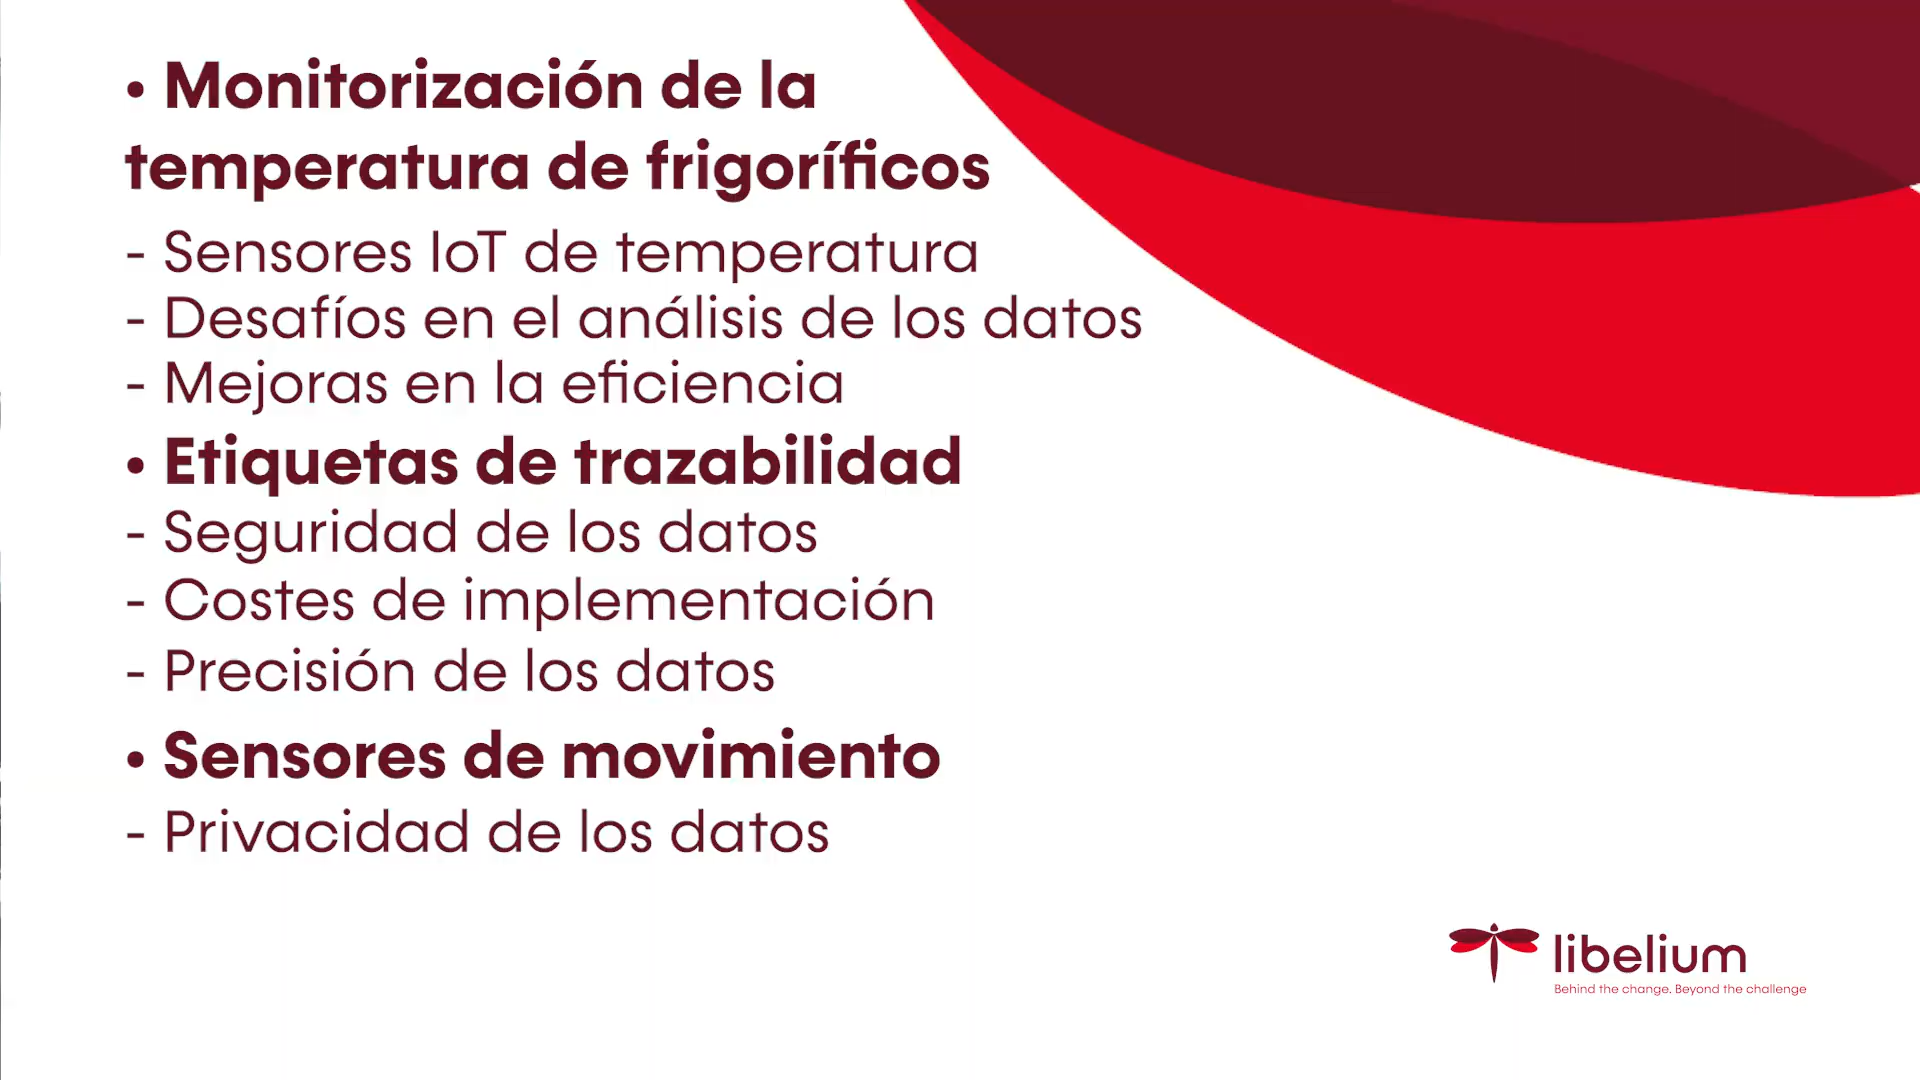 • Monitorización de la
temperatura de frigoríficos
- Sensores IoT de temperatura
- Desafíos en el análisis de los datos
- Mejoras en la eficiencia
• Etiquetas de trazabilidad
- Seguridad de los datos
- Costes de implementación
- Precisión de los datos
• Sensores de movimiento
- Privacidad de los datos
libelium
Behind the change. Beyond the challenge